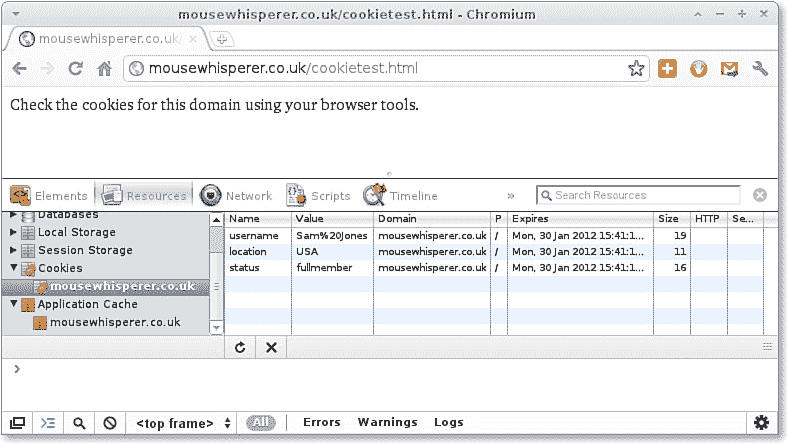 mousewhisperer.co.uk/cookietest.html - Chromium
mousewhisperer.co.uk/
mousewhisperer.co.uk/cookietest.html
Check the cookies for this domain using your browser tools.
Elements Resources Network Scripts Timeline » Search Resources
Databases Name Value Domain P Expires Size HTTP Se...
Local Storage username Sam%20Jones mousewhisperer.co.uk / Mon, 30 Jan 2012 15:41:1... 19
Session Storage location USA mousewhisperer.co.uk / Mon, 30 Jan 2012 15:41:1... 11
Cookies status fullmember mousewhisperer.co.uk / Mon, 30 Jan 2012 15:41:1... 16
mousewhisperer.co.uk
Application Cache
mousewhisperer.co.uk
>
<top frame> All Errors Warnings Logs